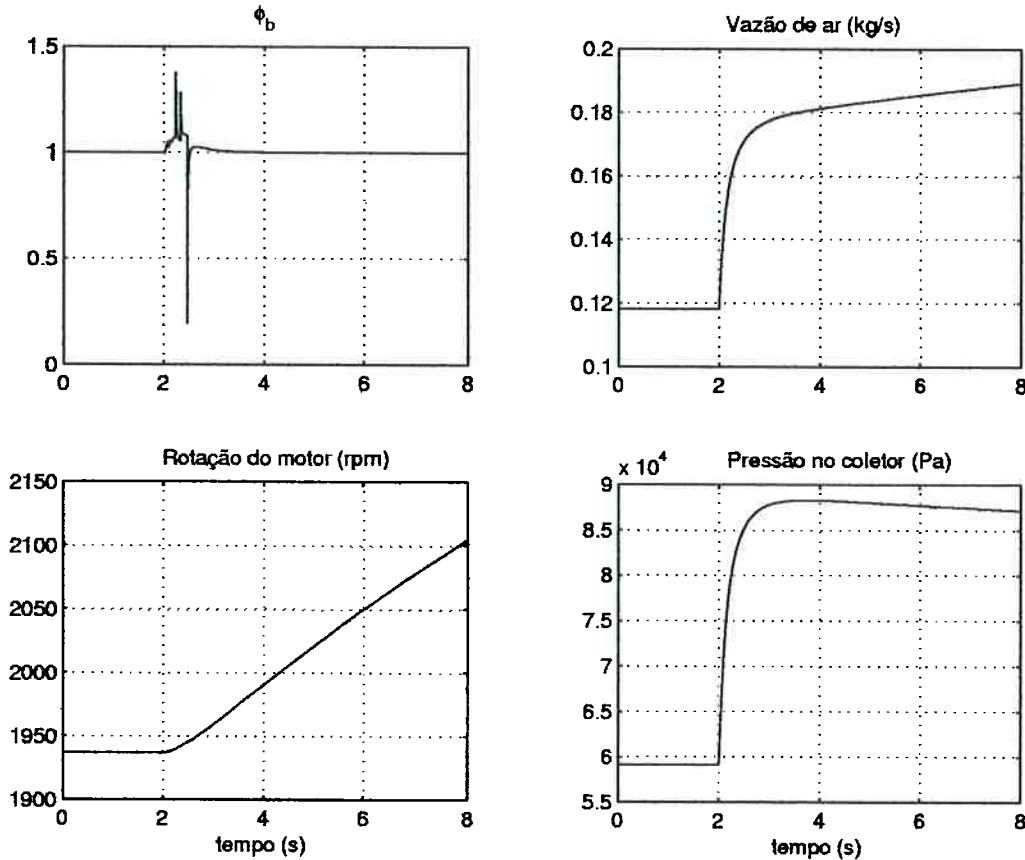 ϕb
1.5
1
0.5
0
0 2 4 6 8
Vazão de ar (kg/s)
0.2
0.18
0.16
0.14
0.12
0.1
0 2 4 6 8
Rotação do motor (rpm)
2150
2100
2050
2000
1950
1900
0 2 4 6 8
tempo (s)
x 10^4
Pressão no coletor (Pa)
9
8.5
8
7.5
7
6.5
6
5.5
0 2 4 6 8
tempo (s)